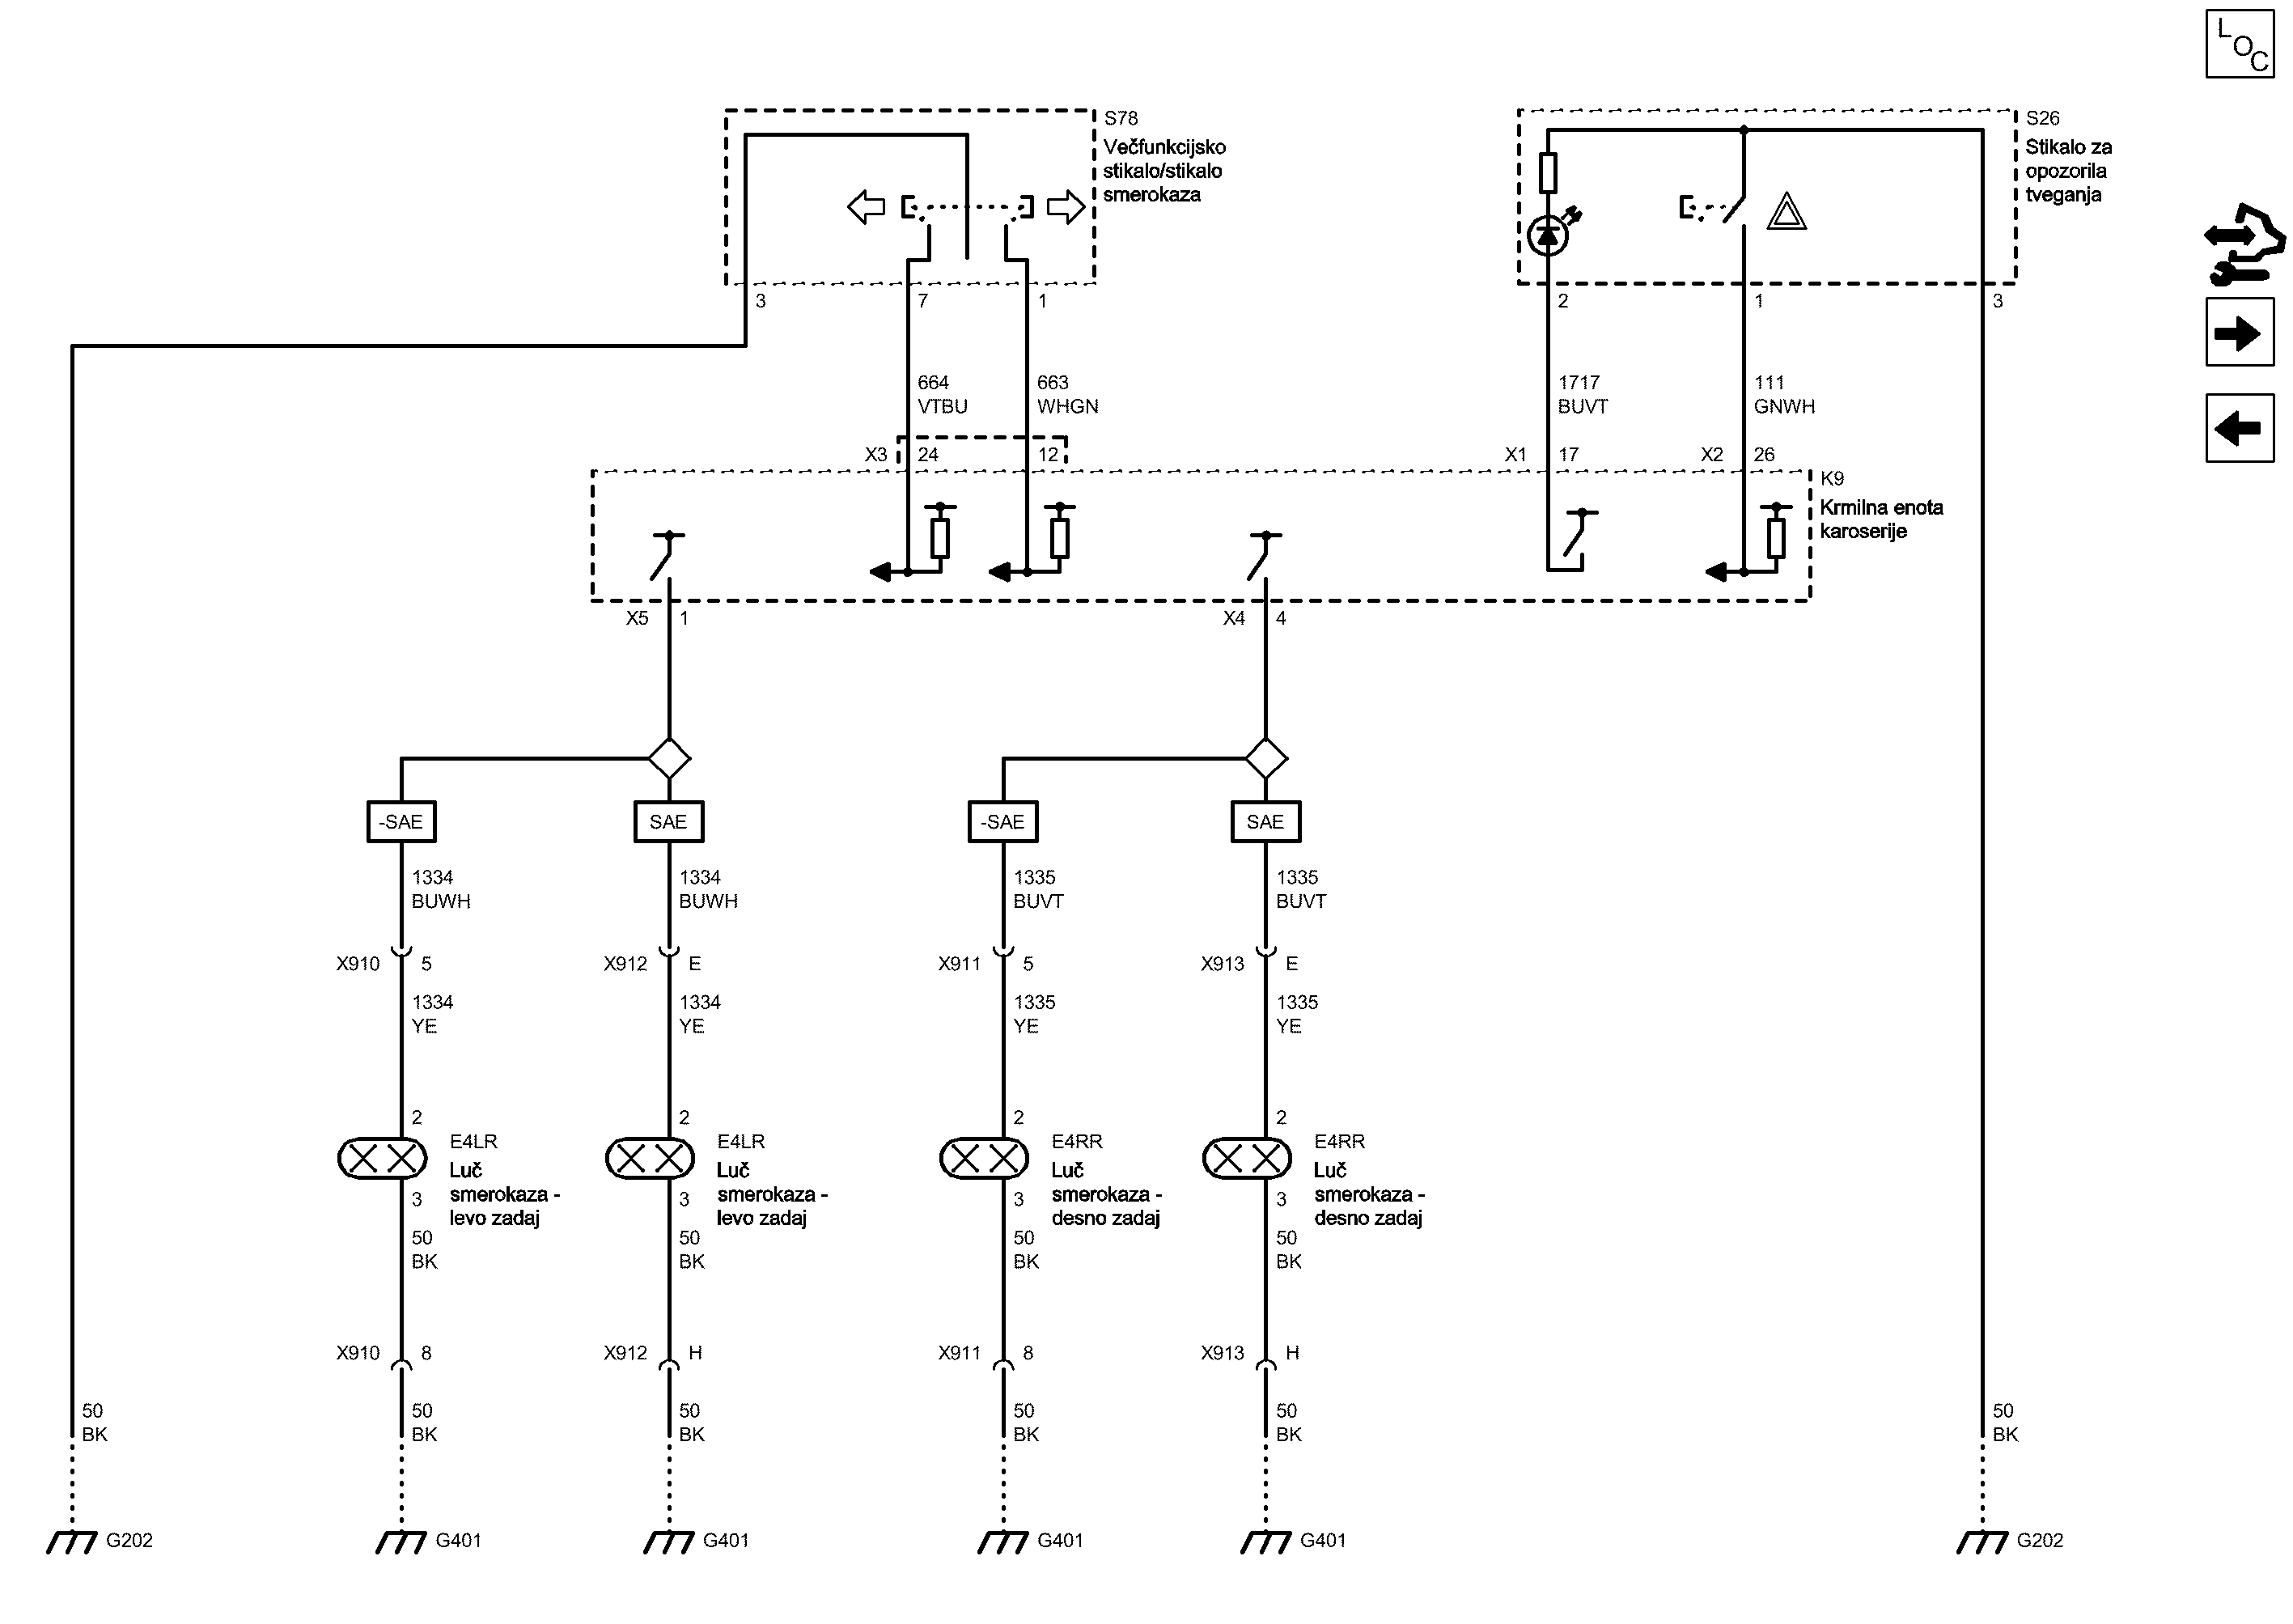 L
O
C
S78
Večfunkcijsko
stikalo/stikalo
smerokaza
S26
Stikalo za
opozorila
tveganja
3
7
1
2
1
3
664
VTBU
663
WHGN
1717
BUVT
111
GNWH
X3
24
12
X1
17
X2
26
K9
Krmilna enota
karoserije
X5
1
X4
4
-SAE
SAE
-SAE
SAE
1334
BUWH
1334
BUWH
1335
BUVT
1335
BUVT
X910
5
X912
E
X911
5
X913
E
1334
YE
1334
YE
1335
YE
1335
YE
2
2
2
2
E4LR
Luč
smerokaza -
levo zadaj
E4LR
Luč
smerokaza -
levo zadaj
E4RR
Luč
smerokaza -
desno zadaj
E4RR
Luč
smerokaza -
desno zadaj
3
3
3
3
50
BK
50
BK
50
BK
50
BK
X910
8
X912
H
X911
8
X913
H
50
BK
50
BK
50
BK
50
BK
50
BK
50
BK
G202
G401
G401
G401
G401
G202